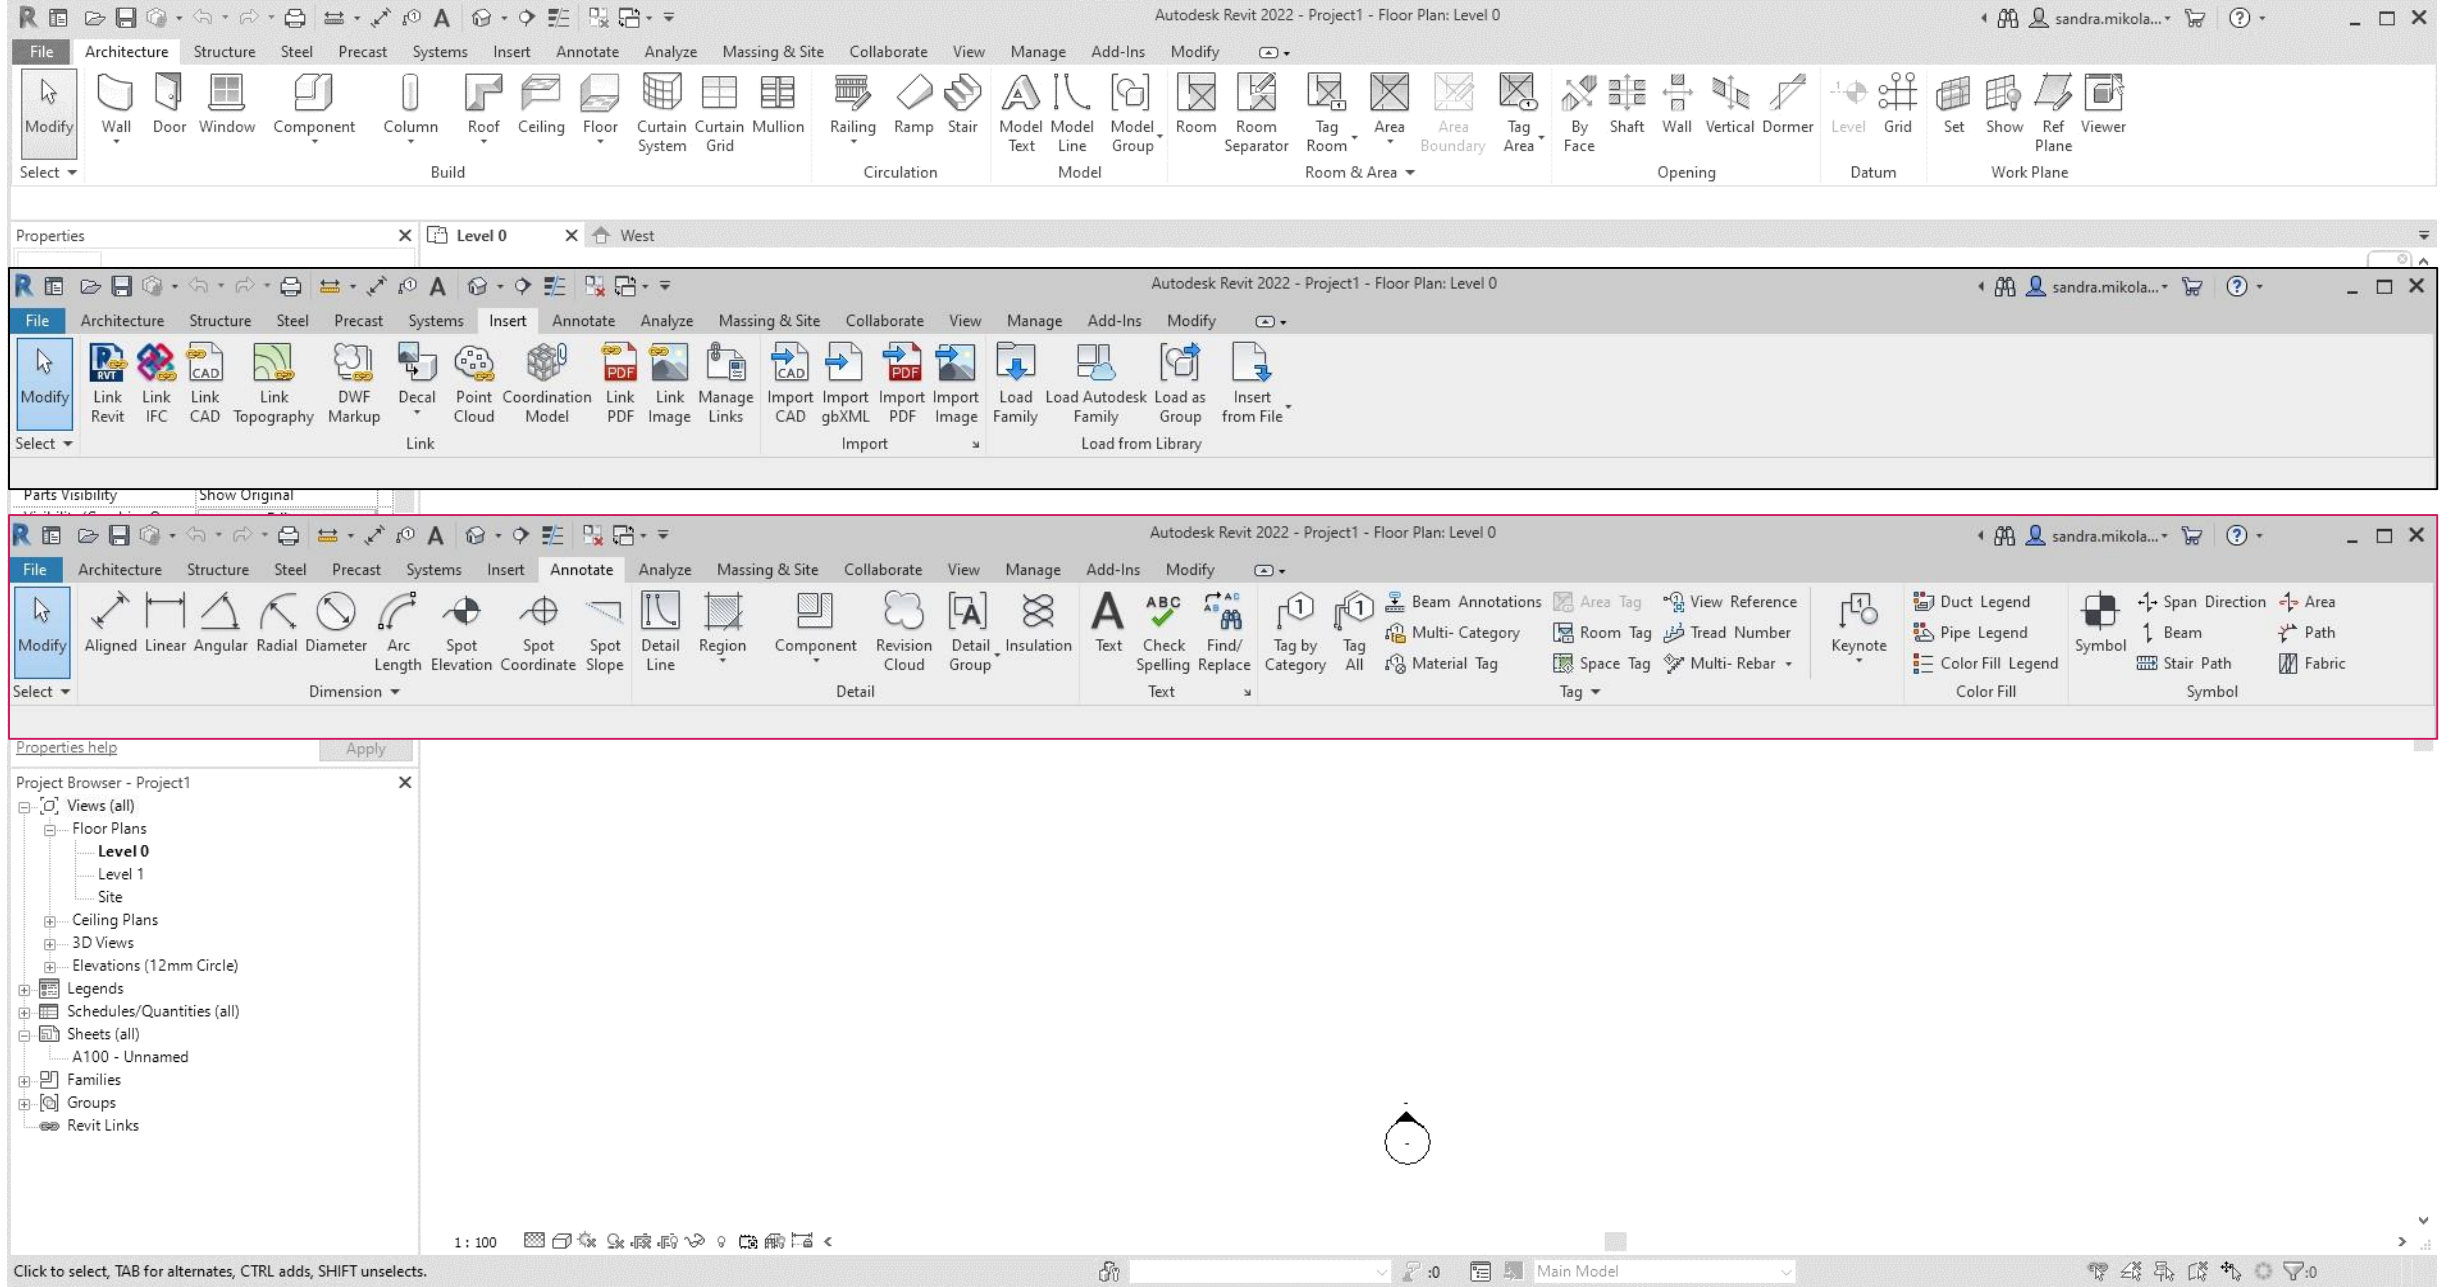 Autodesk Revit 2022 - Project1 - Floor Plan: Level 0 sandra.mikola...
File Architecture Structure Steel Precast Systems Insert Annotate Analyze Massing & Site Collaborate View Manage Add-Ins Modify
Modify Wall Door Window Component Column Roof Ceiling Floor Curtain System Curtain Grid Mullion Railing Ramp Stair Model Text Model Line Model Group Room Room Separator Tag Room Area Area Boundary Tag Area By Face Shaft Wall Vertical Dormer Level Grid Set Show Ref Plane Viewer
Select Build Circulation Model Room & Area Opening Datum Work Plane
Properties Level 0 West
Autodesk Revit 2022 - Project1 - Floor Plan: Level 0 sandra.mikola...
File Architecture Structure Steel Precast Systems Insert Annotate Analyze Massing & Site Collaborate View Manage Add-Ins Modify
Modify Link Revit Link IFC Link CAD Link Topography DWF Markup Decal Point Cloud Coordination Model Link PDF Link Image Manage Links Import CAD Import gbXML Import PDF Import Image Load Family Load Autodesk Family Load as Group Insert from File
Select Link Import Load from Library
Parts Visibility Show Original
Autodesk Revit 2022 - Project1 - Floor Plan: Level 0 sandra.mikola...
File Architecture Structure Steel Precast Systems Insert Annotate Analyze Massing & Site Collaborate View Manage Add-Ins Modify
Modify Aligned Linear Angular Radial Diameter Arc Length Spot Elevation Spot Coordinate Spot Slope Detail Line Region Component Revision Cloud Detail Group Insulation Text Check Spelling Find/ Replace Tag by Category Tag All
Beam Annotations Area Tag View Reference
Multi- Category Room Tag Tread Number
Material Tag Space Tag Multi- Rebar
Keynote
Duct Legend
Pipe Legend
Color Fill Legend
Symbol
Span Direction Area
Beam Path
Stair Path Fabric
Select Dimension Detail Text Tag Color Fill Symbol
Properties help Apply
Project Browser - Project1
Views (all)
Floor Plans
Level 0
Level 1
Site
Ceiling Plans
3D Views
Elevations (12mm Circle)
Legends
Schedules/Quantities (all)
Sheets (all)
A100 - Unnamed
Families
Groups
Revit Links
1 : 100
Click to select, TAB for alternates, CTRL adds, SHIFT unselects. :0 Main Model :0